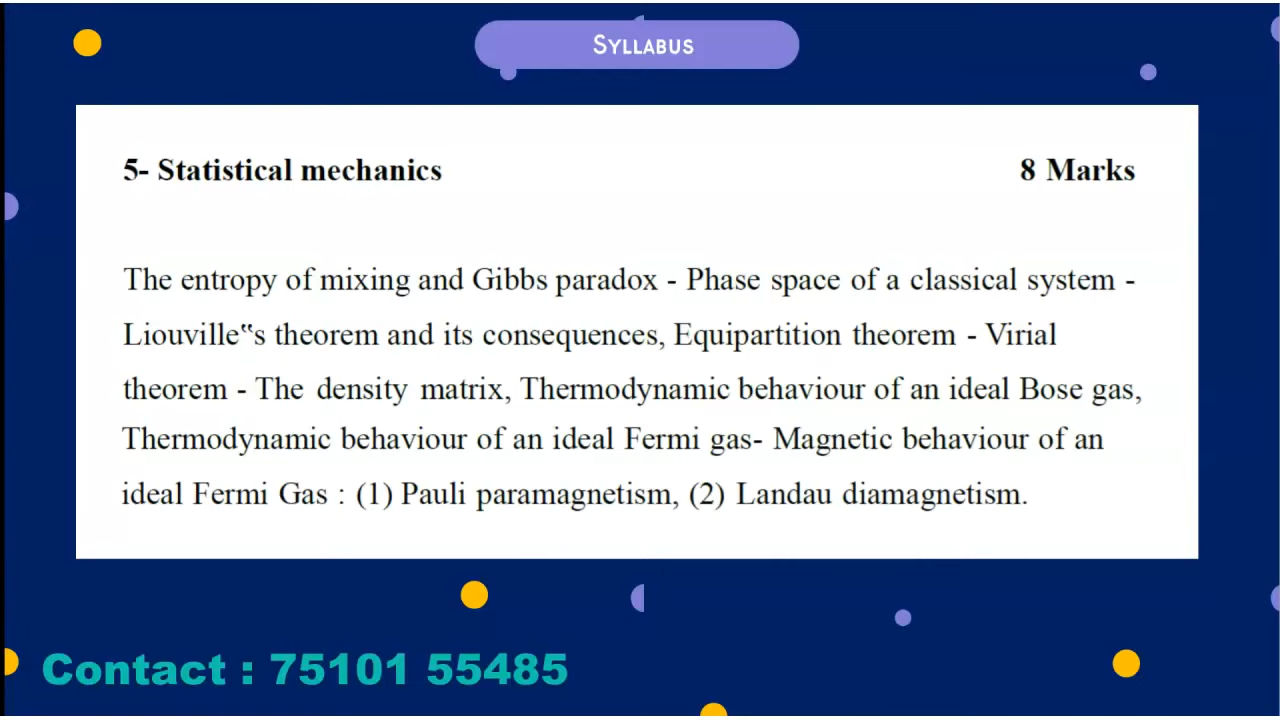 SYLLABUS
5- Statistical mechanics 8 Marks
The entropy of mixing and Gibbs paradox - Phase space of a classical system -
Liouville‟s theorem and its consequences, Equipartition theorem - Virial
theorem - The density matrix, Thermodynamic behaviour of an ideal Bose gas,
Thermodynamic behaviour of an ideal Fermi gas- Magnetic behaviour of an
ideal Fermi Gas : (1) Pauli paramagnetism, (2) Landau diamagnetism.
Contact : 75101 55485